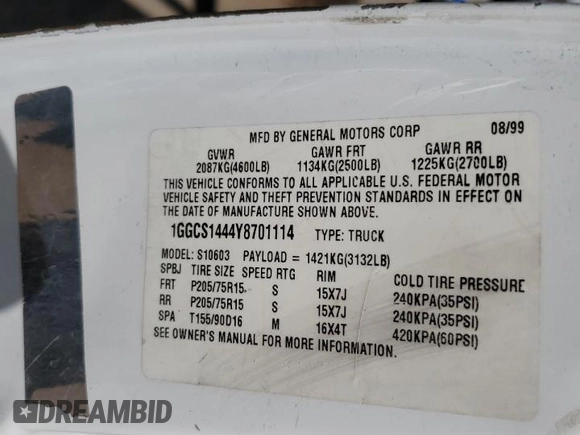 MFD BY GENERAL MOTORS CORP 08/99
GVWR GAWR FRT GAWR RR
2087KG(4600LB) 1134KG(2500LB) 1225KG(2700LB)
THIS VEHICLE CONFORMS TO ALL APPLICABLE U.S. FEDERAL MOTOR
VEHICLE SAFETY AND THEFT PREVENTION STANDARDS IN EFFECT ON
THE DATE OF MANUFACTURE SHOWN ABOVE.
1GGCS1444Y8701114 TYPE: TRUCK
MODEL: S10603 PAYLOAD = 1421KG(3132LB)
SPBJ TIRE SIZE SPEED RTG RIM COLD TIRE PRESSURE
FRT P205/75R15 S 15X7J 240KPA(35PSI)
RR P205/75R15 S 15X7J 240KPA(35PSI)
SPA T155/90D16 M 16X4T 420KPA(60PSI)
SEE OWNER'S MANUAL FOR MORE INFORMATION.
DREAMBID